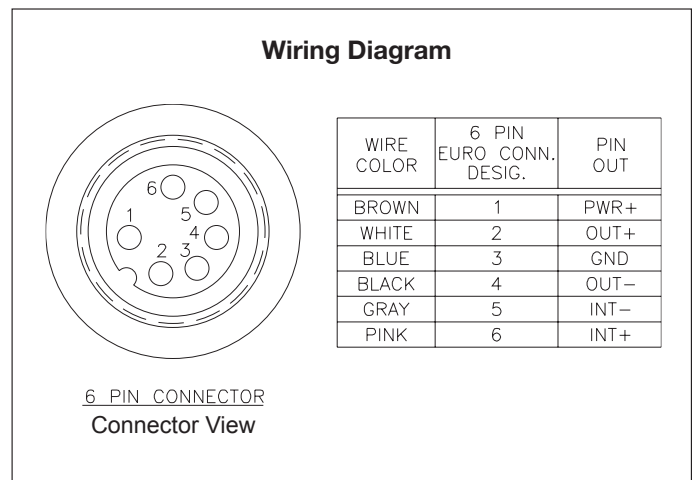 Wiring Diagram
6
5
1
4
2
3
6 PIN CONNECTOR
Connector View
WIRE COLOR | 6 PIN EURO CONN. DESIG. | PIN OUT
BROWN 1 PWR+
WHITE 2 OUT+
BLUE 3 GND
BLACK 4 OUT−
GRAY 5 INT−
PINK 6 INT+